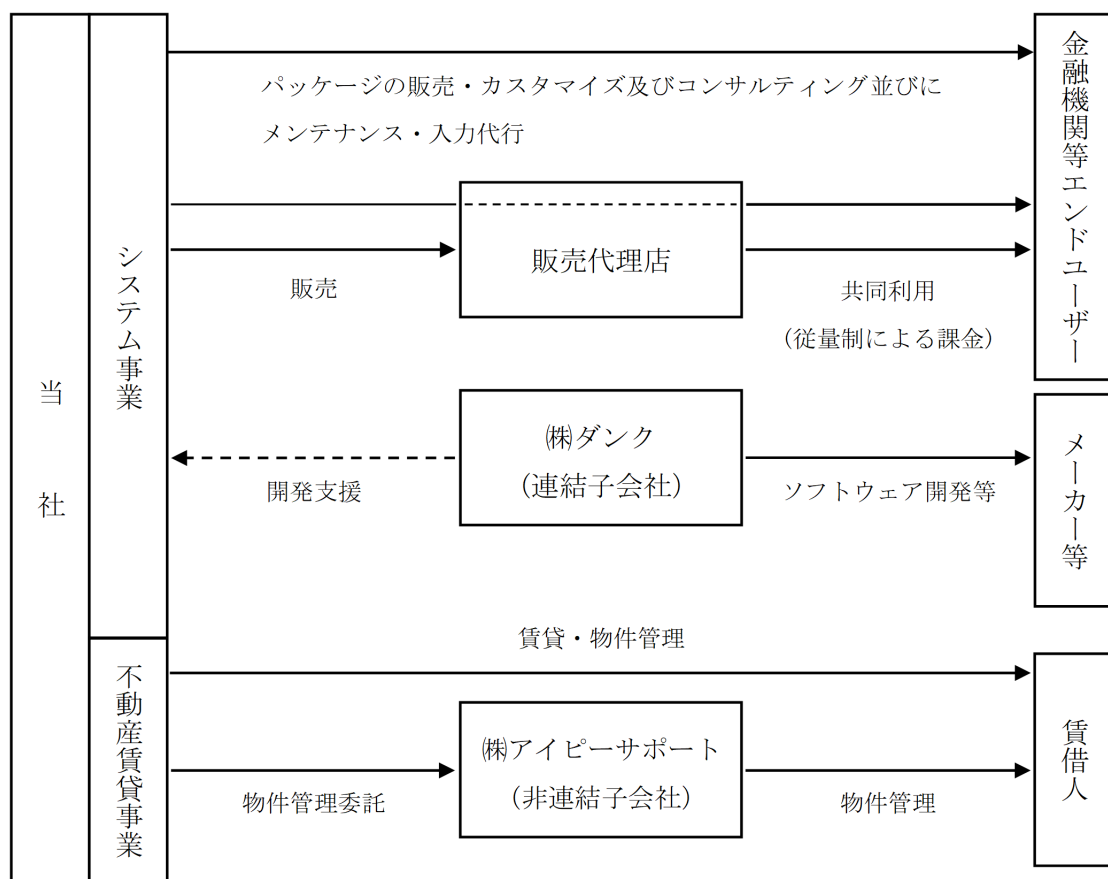 当社
システム事業
パッケージの販売・カスタマイズ及びコンサルティング並びに
メンテナンス・入力代行
販売
販売代理店
共同利用
(従量制による課金)
金融機関等エンドユーザー
開発支援
㈱ダンク
(連結子会社)
ソフトウェア開発等
メーカー等
不動産賃貸事業
賃貸・物件管理
物件管理委託
㈱アイピーサポート
(非連結子会社)
物件管理
賃借人